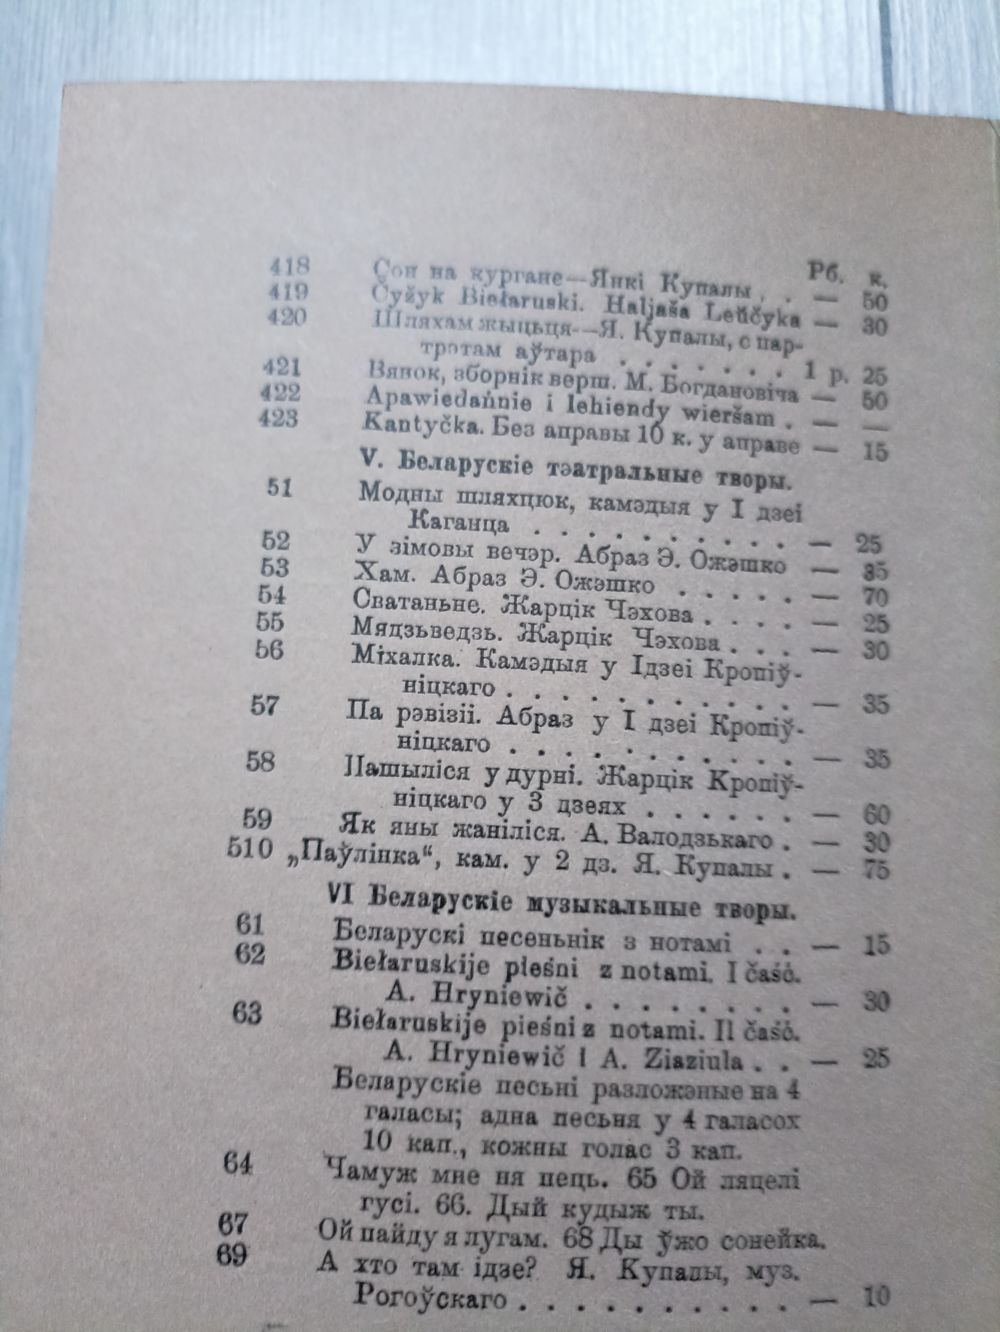 Рб. к.
418 Сон на кургане—Янкі Купалы . . — 50
419 Čyžyk Biełaruski. Haljaša Leŭčyka — 30
420 Шляхам жыцьця—Я. Купалы, с пар-
трэтам аўтара . . . . . . . 1 р. 25
421 Вянок, зборнік верш. М. Богдановіча — 50
422 Apawiedańnie i lehiendy wieršam . — —
423 Kantyčka. Без аправы 10 к. у аправе — 15
V. Беларускіе тэатральные творы.
51 Модны шляхцюк, камэдыя у І дзеі
Каганца . . . . . . . . . . — 25
52 У зімовы вечэр. Абраз Э. Ожэшко — 35
53 Хам. Абраз Э. Ожэшко . . . . . — 70
54 Сватаньне. Жарцік Чэхова . . . . — 25
55 Мядзьведзь. Жарцік Чэхова . . . — 30
56 Міхалка. Камэдыя у Ідзеі Кропіў-
ніцкаго . . . . . . . . . . . — 35
57 Па рэвізіі. Абраз у І дзеі Кропіў-
ніцкаго . . . . . . . . . . . — 35
58 Пашыліся у дурні. Жарцік Кропіў-
ніцкаго у 3 дзеях . . . . . . — 60
59 Як яны жаніліся. А. Валодзькаго . — 30
510 „Паўлінка“, кам. у 2 дз. Я. Купалы . — 75
VI Беларускіе музыкальные творы.
61 Беларускі песеньнік з нотамі . . — 15
62 Biełaruskije pieśni z notami. I čaść.
A. Hryniewič . . . . . . . . — 30
63 Biełaruskije pieśni z notami. II čaść.
A. Hryniewič i A. Ziaziula . . — 25
Беларускіе песьні разложэные на 4
галасы; адна песьня у 4 галасох
10 кап., кожны голас 3 кап.
64 Чамуж мне ня пець. 65 Ой ляцелі
гусі. 66. Дый кудыж ты.
67 Ой пайду я лугам. 68 Ды ўжо сонейка.
69 А хто там ідзе? Я. Купалы, муз.
Рогоўскаго . . . . . . . . . . — 10